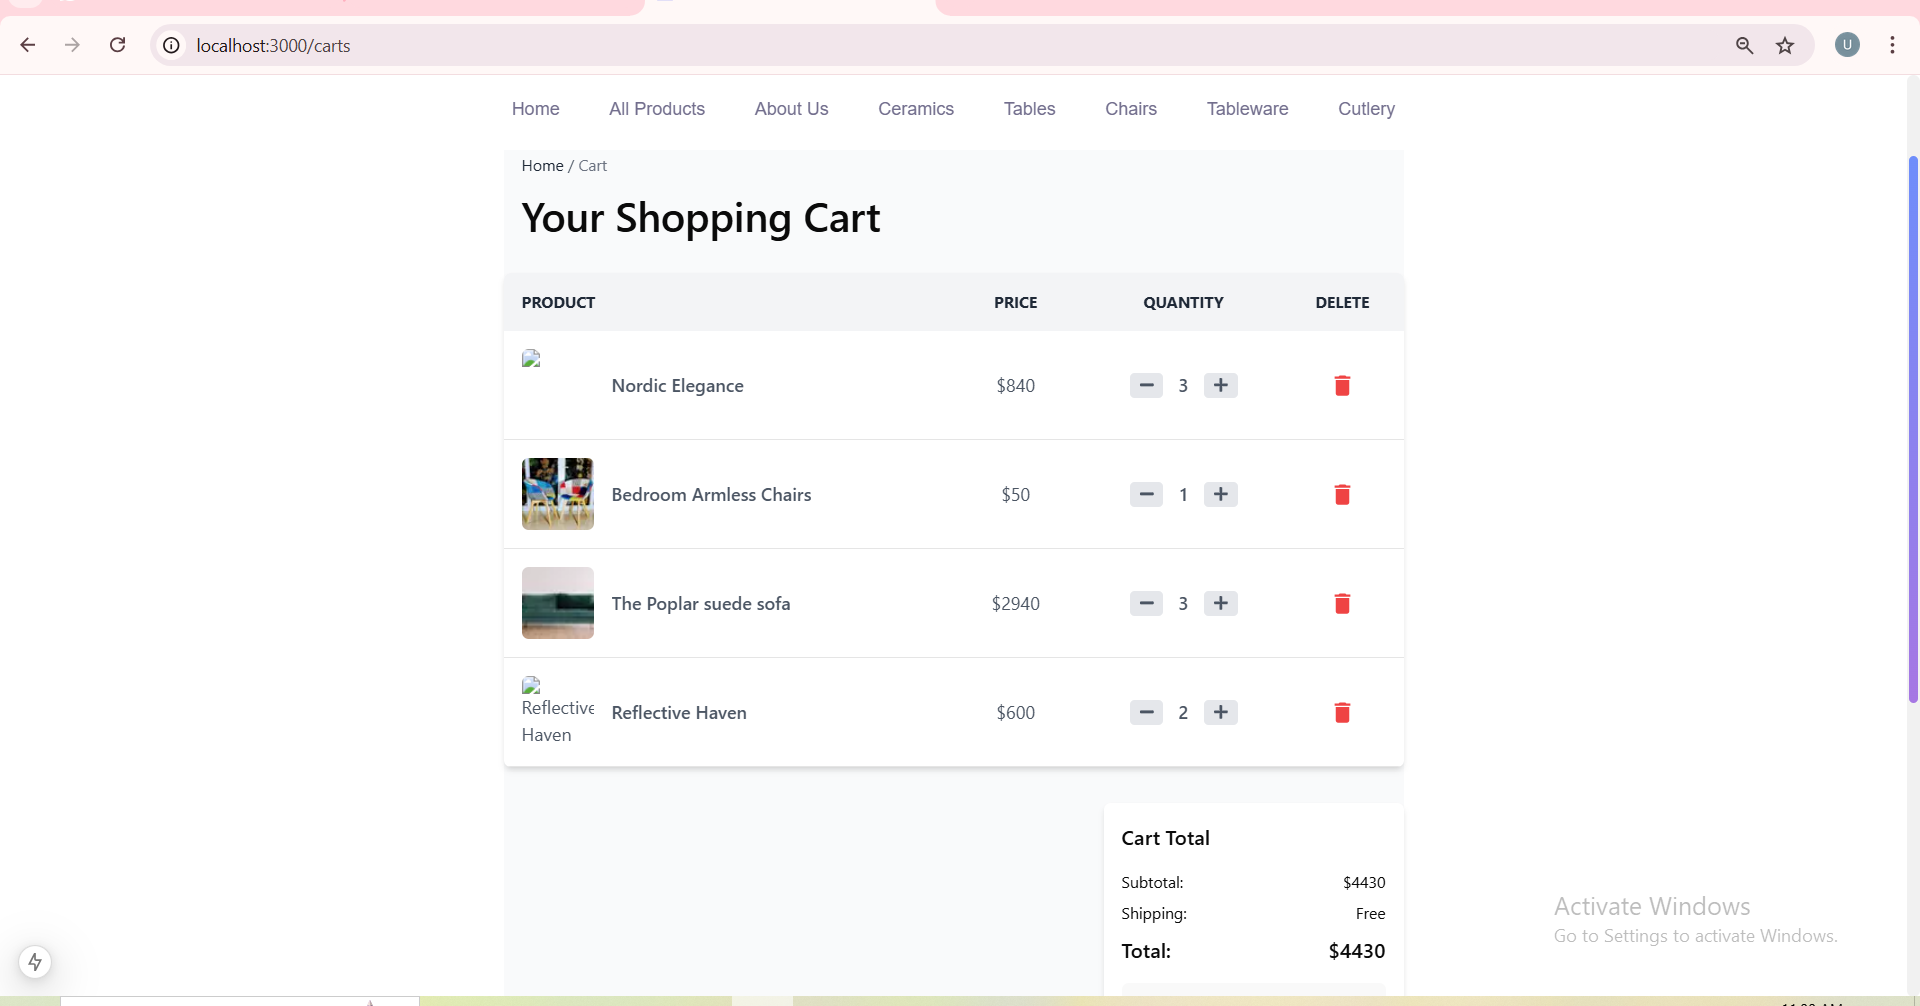 localhost:3000/carts
U
Home All Products About Us Ceramics Tables Chairs Tableware Cutlery
Home / Cart
Your Shopping Cart
PRODUCT PRICE QUANTITY DELETE
Nordic Elegance $840 3
Bedroom Armless Chairs $50 1
The Poplar suede sofa $2940 3
Reflective
Haven
Reflective Haven $600 2
Cart Total
Subtotal: $4430
Shipping: Free
Total: $4430
Activate Windows
Go to Settings to activate Windows.